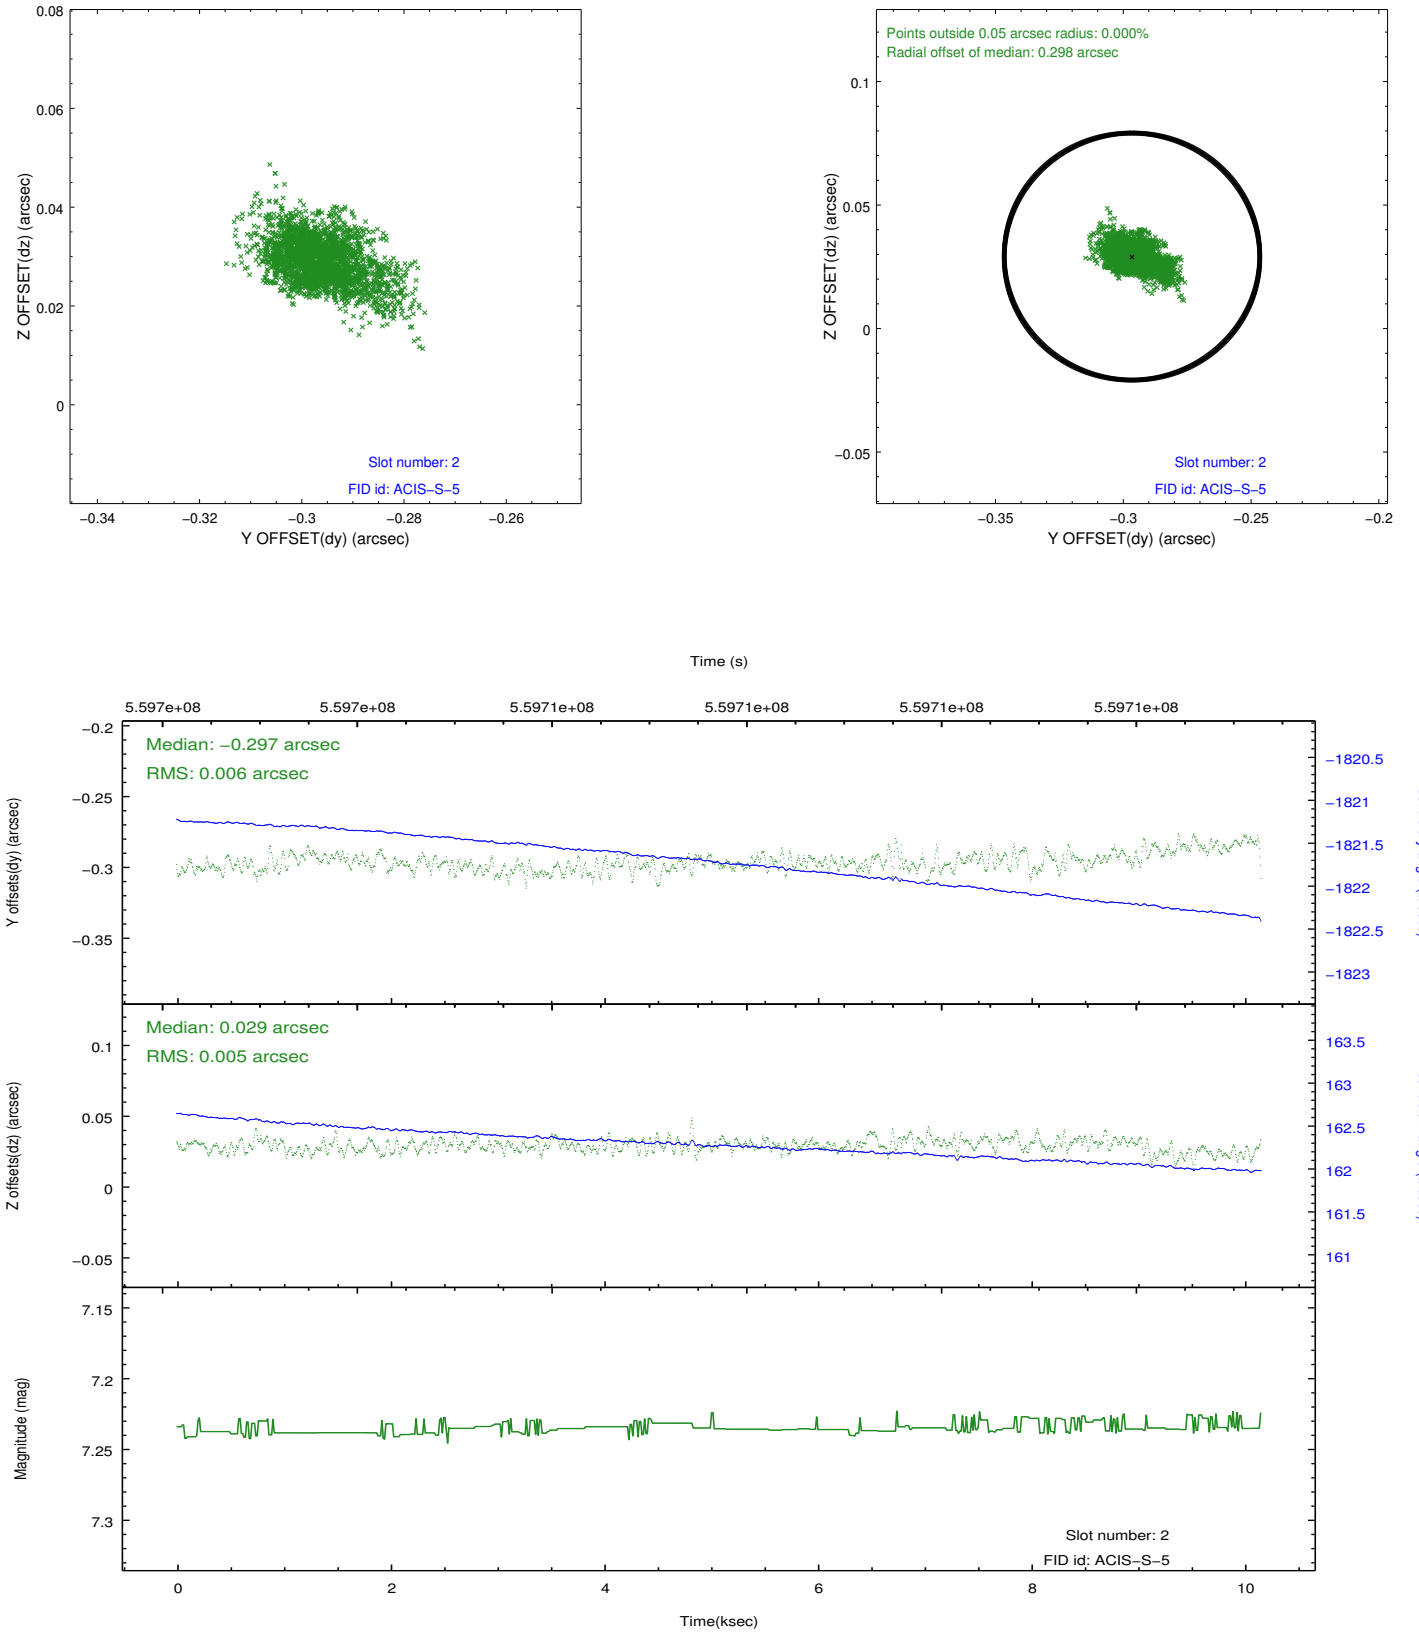 0.08
0.06
0.04
0.02
0
Z OFFSET(dz) (arcsec)
Slot number: 2
FID id: ACIS−S−5
−0.34 −0.32 −0.3 −0.28 −0.26
Y OFFSET(dy) (arcsec)
Points outside 0.05 arcsec radius: 0.000%
Radial offset of median: 0.298 arcsec
0.1
0.05
0
−0.05
Z OFFSET(dz) (arcsec)
Slot number: 2
FID id: ACIS−S−5
−0.35 −0.3 −0.25 −0.2
Y OFFSET(dy) (arcsec)
Time (s)
5.597e+08 5.597e+08 5.5971e+08 5.5971e+08 5.5971e+08 5.5971e+08
Median: −0.297 arcsec
RMS: 0.006 arcsec
−0.2
−0.25
−0.3
−0.35
Y offsets(dy) (arcsec)
−1820.5
−1821
−1821.5
−1822
−1822.5
−1823
Median: 0.029 arcsec
RMS: 0.005 arcsec
0.1
0.05
0
−0.05
Z offsets(dz) (arcsec)
163.5
163
162.5
162
161.5
161
7.15
7.2
7.25
7.3
Magnitude (mag)
Slot number: 2
FID id: ACIS−S−5
0 2 4 6 8 10
Time(ksec)